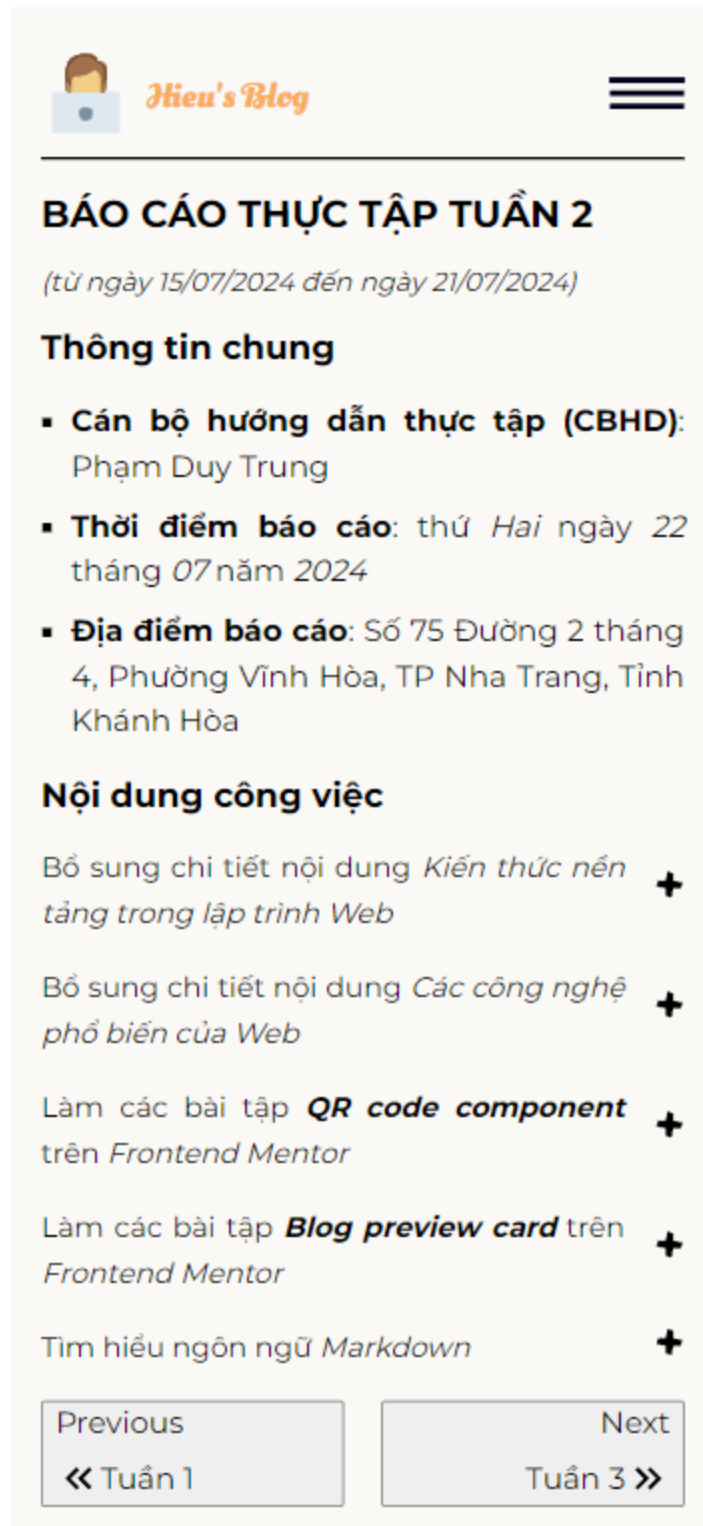 Hieu's Blog
BÁO CÁO THỰC TẬP TUẦN 2
(từ ngày 15/07/2024 đến ngày 21/07/2024)
Thông tin chung
▪ Cán bộ hướng dẫn thực tập (CBHD):
Phạm Duy Trung
▪ Thời điểm báo cáo: thứ Hai ngày 22
tháng 07 năm 2024
▪ Địa điểm báo cáo: Số 75 Đường 2 tháng
4, Phường Vĩnh Hòa, TP Nha Trang, Tỉnh
Khánh Hòa
Nội dung công việc
Bổ sung chi tiết nội dung Kiến thức nền
tảng trong lập trình Web
Bổ sung chi tiết nội dung Các công nghệ
phổ biến của Web
Làm các bài tập QR code component
trên Frontend Mentor
Làm các bài tập Blog preview card trên
Frontend Mentor
Tìm hiểu ngôn ngữ Markdown
Previous
« Tuần 1
Next
Tuần 3 »